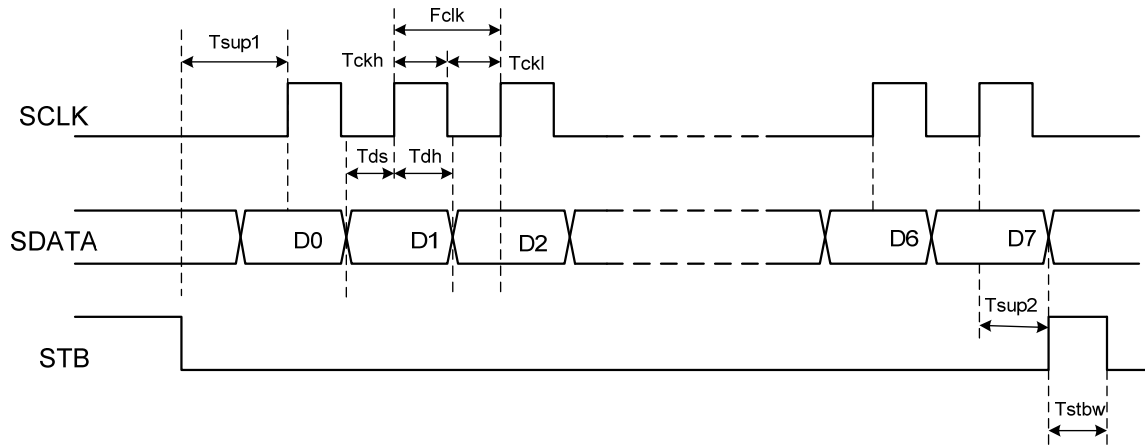 Fclk
Tsup1
Tckh
Tckl
SCLK
Tds
Tdh
SDATA
D0
D1
D2
D6
D7
Tsup2
STB
Tstbw